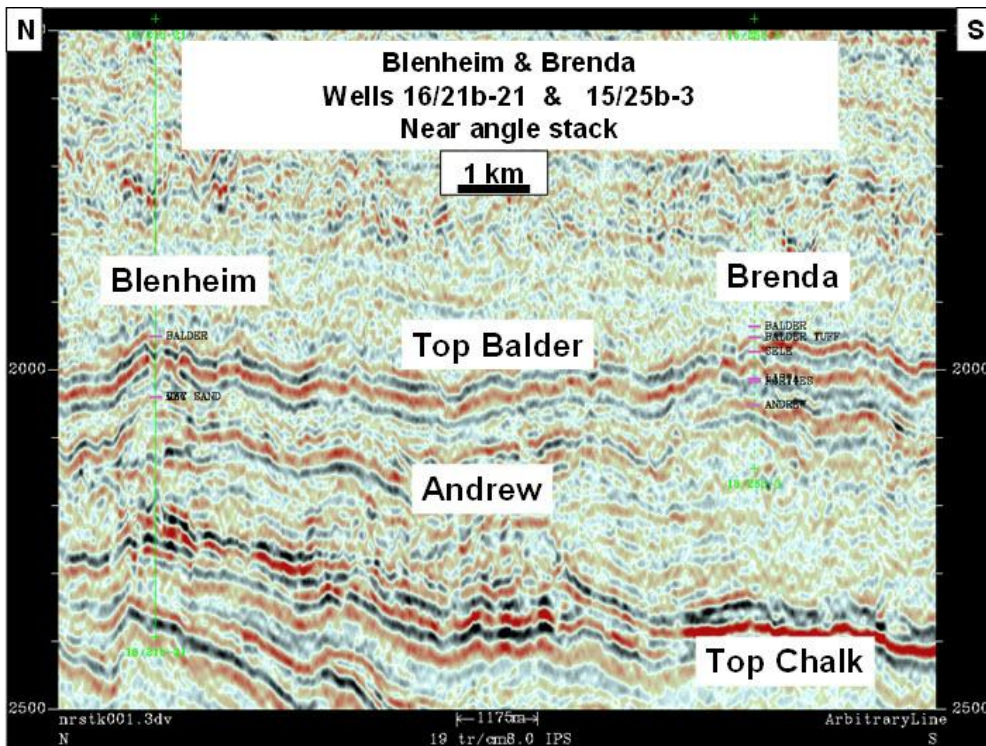 N
S
Blenheim & Brenda
Wells 16/21b-21 & 15/25b-3
Near angle stack
1 km
Blenheim
Brenda
BALDER
BALDER
BALDER TUFF
SELE
Top Balder
2000
2000
SAND
ANDREW
Andrew
Top Chalk
2500
2500
nrstk001.3dv
1175m
ArbitraryLine
N
19 tr/cm8.0 IPS
S